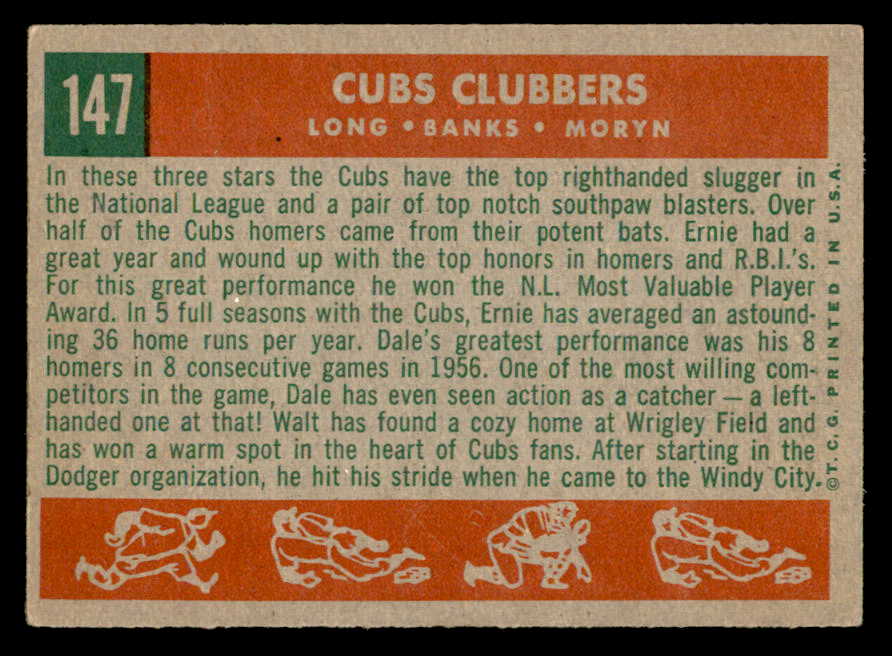 147
CUBS CLUBBERS
LONG • BANKS • MORYN
In these three stars the Cubs have the top righthanded slugger in
the National League and a pair of top notch southpaw blasters. Over
half of the Cubs homers came from their potent bats. Ernie had a
great year and wound up with the top honors in homers and R.B.I.'s.
For this great performance he won the N.L. Most Valuable Player
Award. In 5 full seasons with the Cubs, Ernie has averaged an astound-
ing 36 home runs per year. Dale's greatest performance was his 8
homers in 8 consecutive games in 1956. One of the most willing com-
petitors in the game, Dale has even seen action as a catcher — a left-
handed one at that! Walt has found a cozy home at Wrigley Field and
has won a warm spot in the heart of Cubs fans. After starting in the
Dodger organization, he hit his stride when he came to the Windy City.
© T. C. G. PRINTED IN U.S.A.